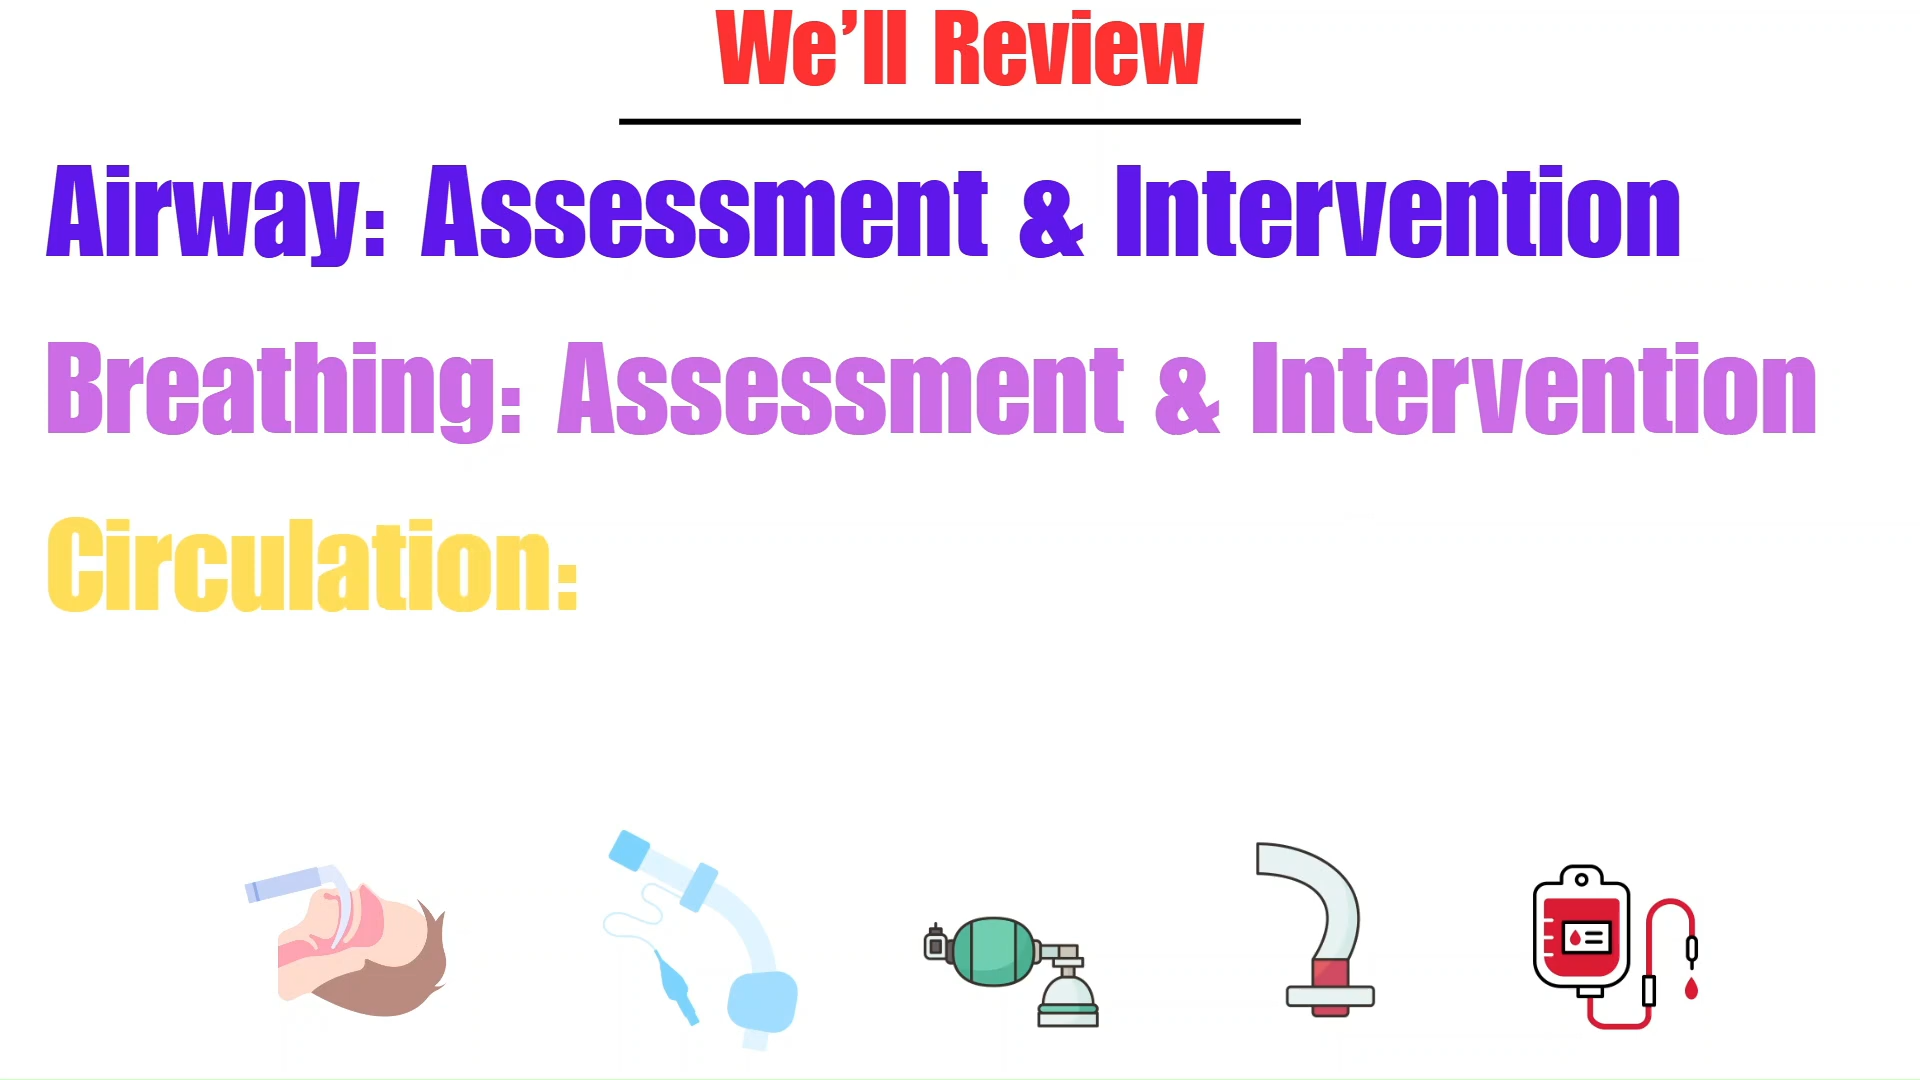 We’ll Review
Airway: Assessment & Intervention
Breathing: Assessment & Intervention
Circulation: